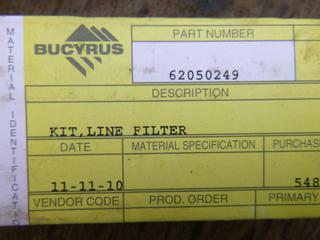 MATERIAL IDENTIFICATIO
BUCYRUS
PART NUMBER
62050249
DESCRIPTION
KIT,LINE FILTER
DATE
MATERIAL SPECIFICATION
PURCHAS
11-11-10
548
VENDOR CODE
PROD. ORDER
PRIMARY